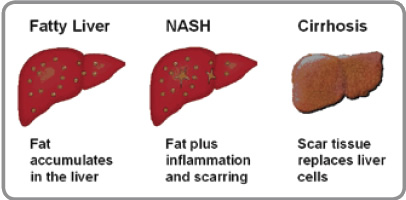 Fatty Liver
NASH
Cirrhosis
Fat
accumulates
in the liver
Fat plus
inflammation
and scarring
Scar tissue
replaces liver
cells